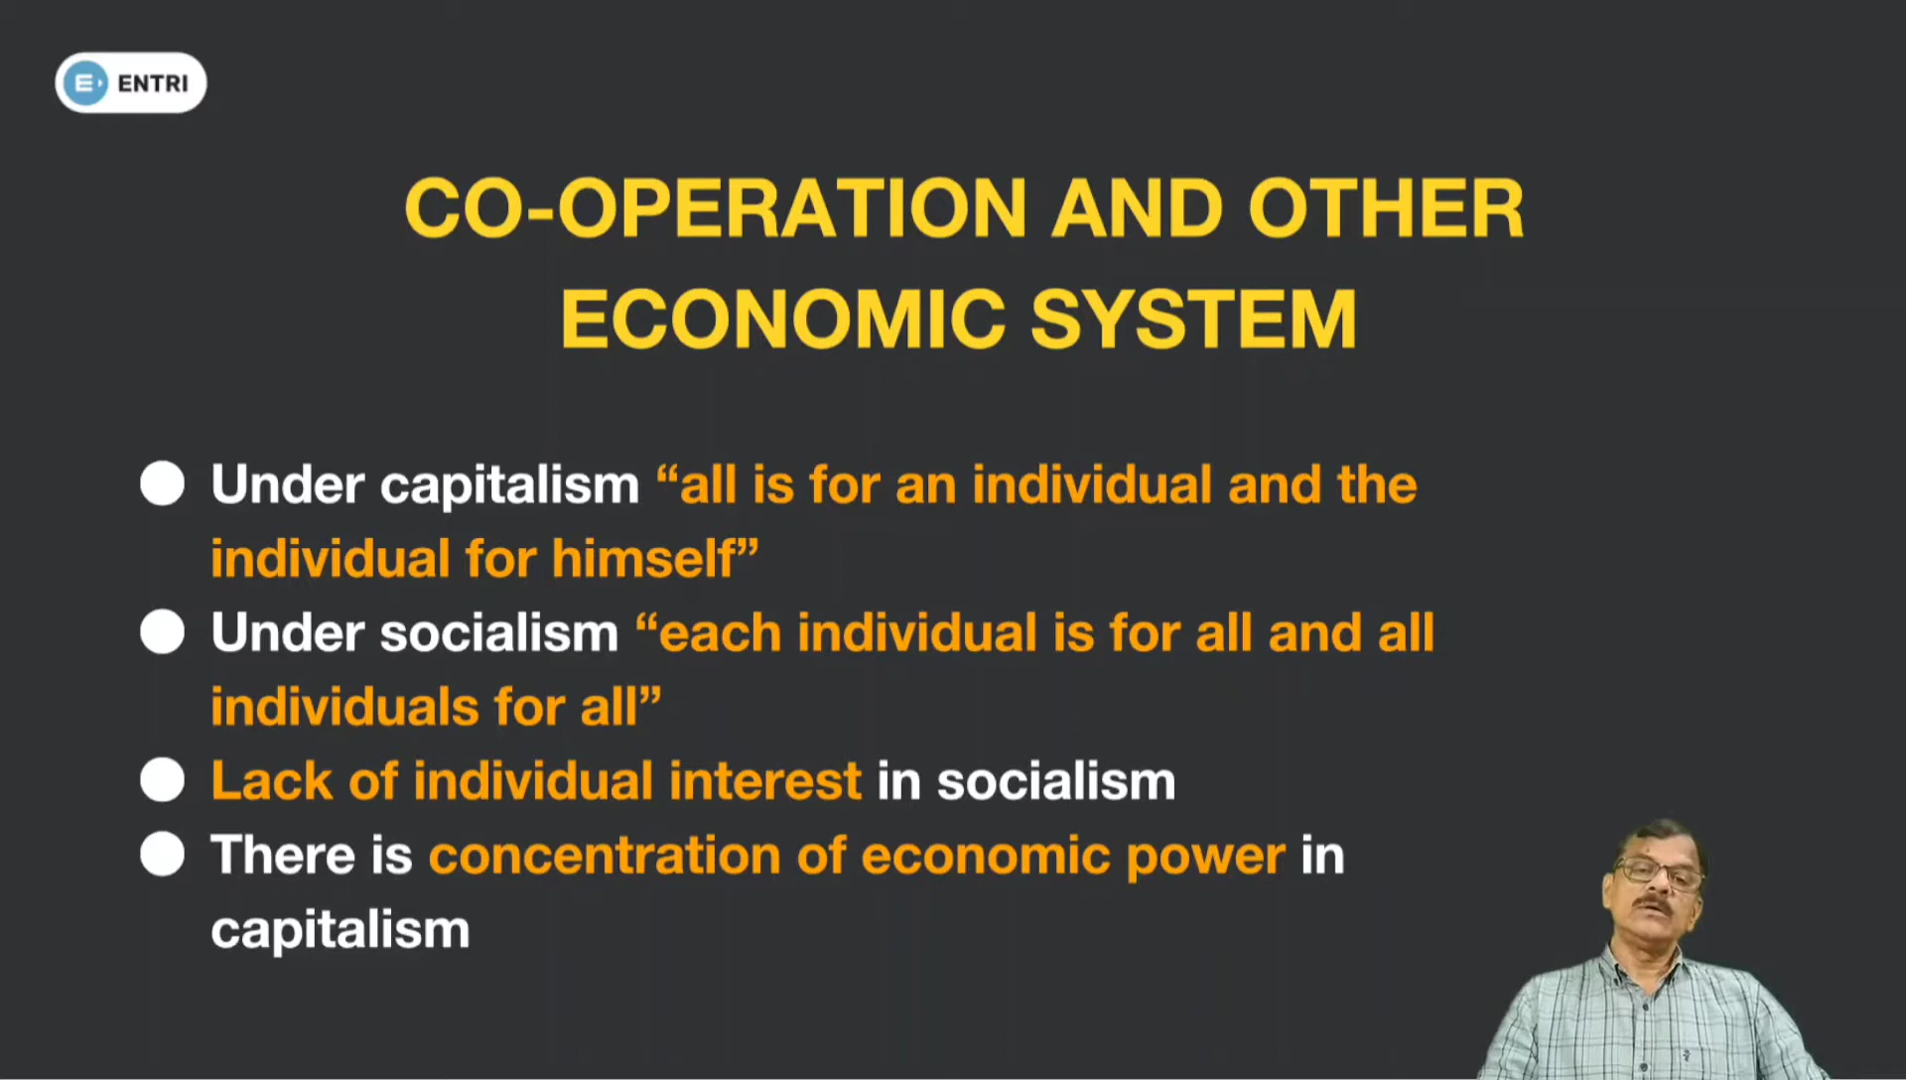 ENTRI
CO-OPERATION AND OTHER
ECONOMIC SYSTEM
Under capitalism “all is for an individual and the
individual for himself”
Under socialism “each individual is for all and all
individuals for all”
Lack of individual interest in socialism
There is concentration of economic power in
capitalism